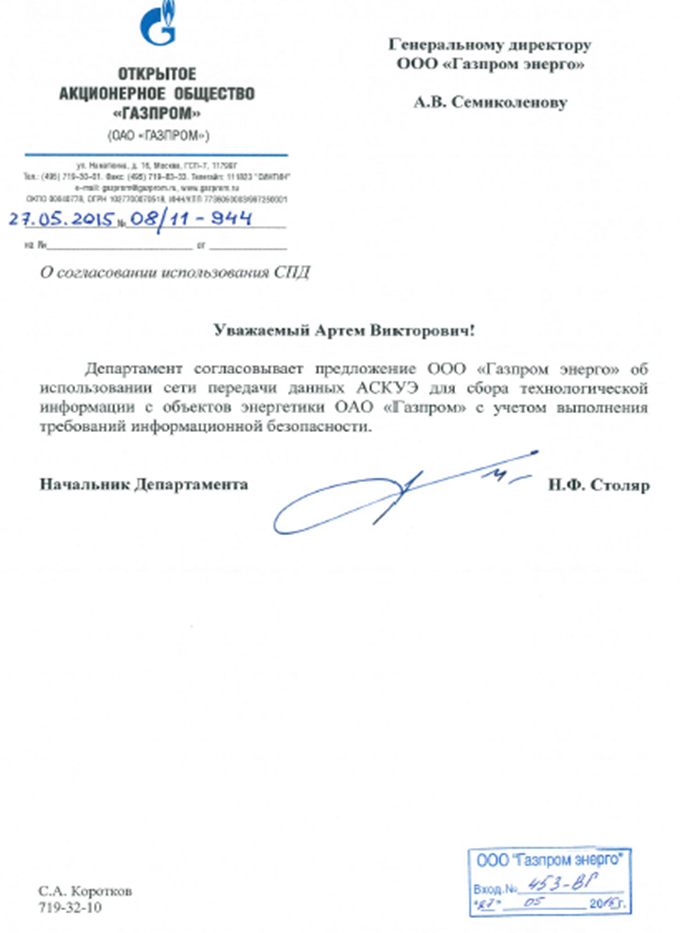 ОТКРЫТОЕ
АКЦИОНЕРНОЕ ОБЩЕСТВО
«ГАЗПРОМ»
(ОАО «ГАЗПРОМ»)
ул. Наметкина, д. 16, Москва, ГСП-7, 117997
Тел.: (495) 719-30-01. Факс: (495) 719-83-33. Телетайп: 111823
e-mail: gazprom@gazprom.ru, www.gazprom.ru
ОКПО 00040778, ОГРН 1027700070518, ИНН/КПП 7736050003/997250001
27.05.2015 № 08/11-944
на № от
Генеральному директору
ООО «Газпром энерго»
А.В. Семиколенову
О согласовании использования СПД
Уважаемый Артем Викторович!
Департамент согласовывает предложение ООО «Газпром энерго» об
использовании сети передачи данных АСКУЭ для сбора технологической
информации с объектов энергетики ОАО «Газпром» с учетом выполнения
требований информационной безопасности.
Начальник Департамента Н.Ф. Столяр
С.А. Коротков
719-32-10
ООО "Газпром энерго"
Вход.№ 453-ВГ
"27" 05 2015г.